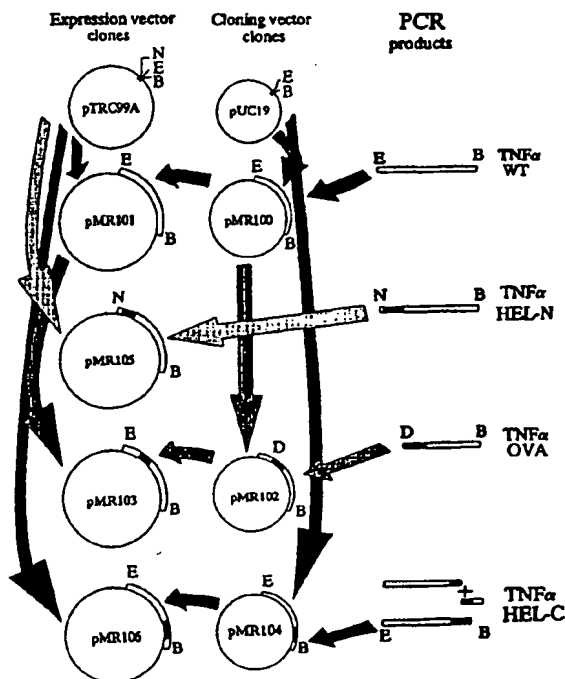 Expression vector
clones
Cloning vector
clones
PCR
products
N
E
B
pTRC99A
E
B
pUC19
E
B
pMR101
E
B
pMR100
E B
TNFα
WT
N
B
pMR105
N B
TNFα
HEL-N
E
B
pMR103
D
B
pMR102
D B
TNFα
OVA
E
B
pMR106
E
B
pMR104
+
E B
TNFα
HEL-C